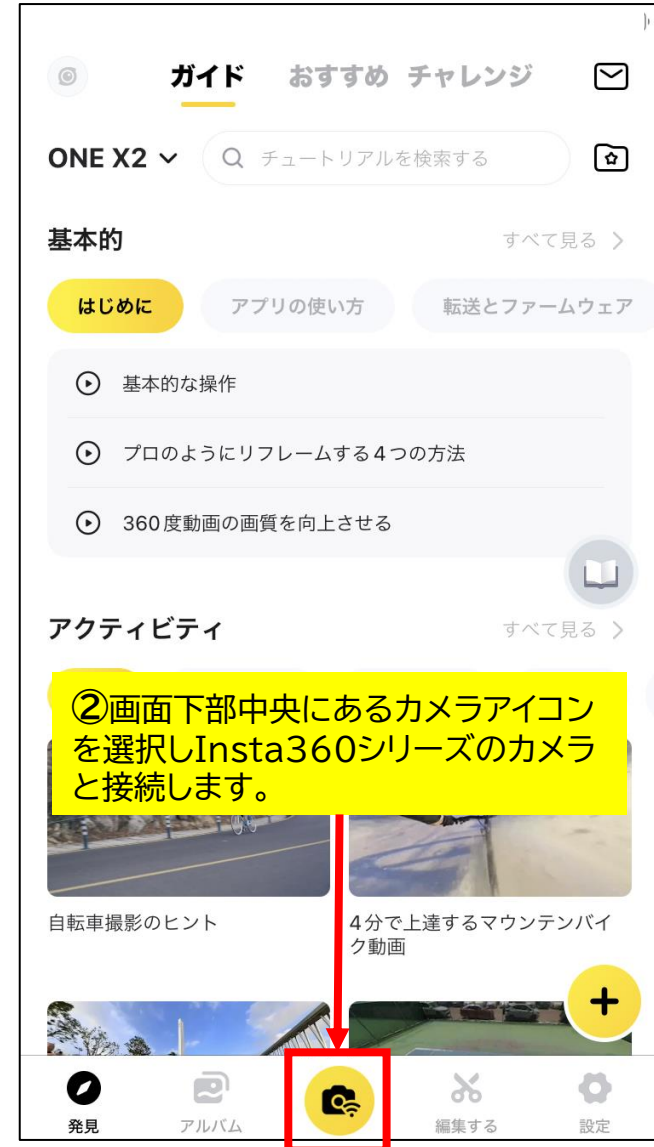 ガイド おすすめ チャレンジ
ONE X2 チュートリアルを検索する
基本的 すべて見る
はじめに アプリの使い方 転送とファームウェア
基本的な操作
プロのようにリフレームする4つの方法
360度動画の画質を向上させる
アクティビティ すべて見る
②画面下部中央にあるカメラアイコン
を選択しInsta360シリーズのカメラ
と接続します。
自転車撮影のヒント 4分で上達するマウンテンバイ
ク動画
発見 アルバム 編集する 設定